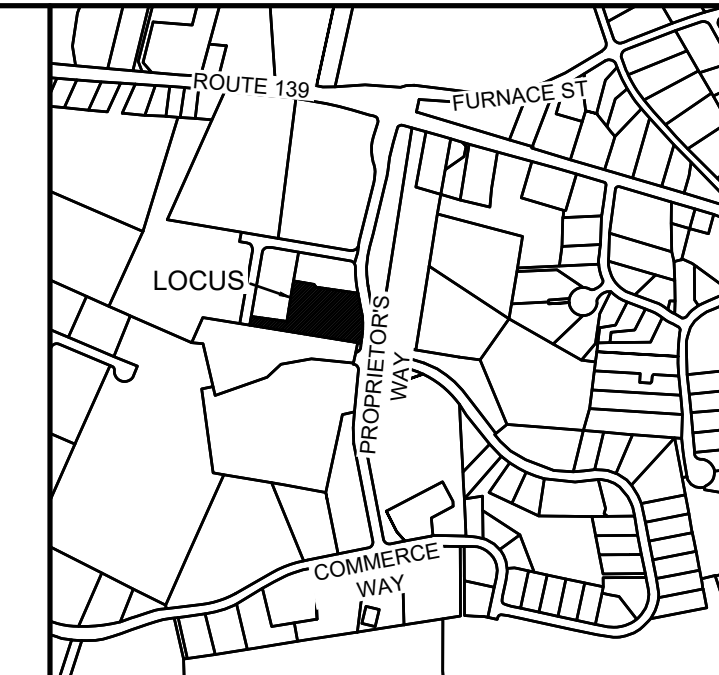 ROUTE 139
FURNACE ST
LOCUS
PROPRIETOR'S
WAY
COMMERCE
WAY